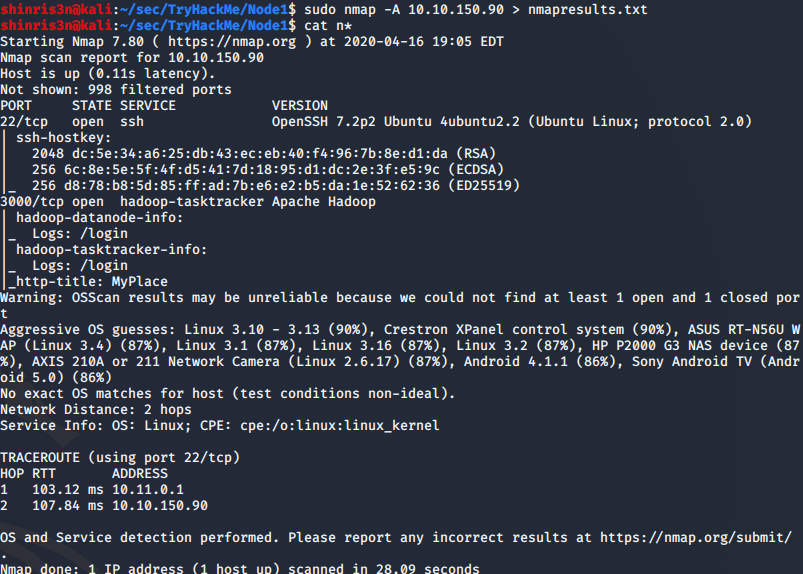 shinris3n@kali:~/sec/TryHackMe/Node1$ sudo nmap -A 10.10.150.90 > nmapresults.txt
shinris3n@kali:~/sec/TryHackMe/Node1$ cat n*
Starting Nmap 7.80 ( https://nmap.org ) at 2020-04-16 19:05 EDT
Nmap scan report for 10.10.150.90
Host is up (0.11s latency).
Not shown: 998 filtered ports
PORT     STATE SERVICE            VERSION
22/tcp   open  ssh                OpenSSH 7.2p2 Ubuntu 4ubuntu2.2 (Ubuntu Linux; protocol 2.0)
| ssh-hostkey:
|   2048 dc:5e:34:a6:25:db:43:ec:eb:40:f4:96:7b:8e:d1:da (RSA)
|   256 6c:8e:5e:5f:4f:d5:41:7d:18:95:d1:dc:2e:3f:e5:9c (ECDSA)
|_  256 d8:78:b8:5d:85:ff:ad:7b:e6:e2:b5:da:1e:52:62:36 (ED25519)
3000/tcp open  hadoop-tasktracker Apache Hadoop
| hadoop-datanode-info:
|_  Logs: /login
| hadoop-tasktracker-info:
|_  Logs: /login
|_http-title: MyPlace
Warning: OSScan results may be unreliable because we could not find at least 1 open and 1 closed por
t
Aggressive OS guesses: Linux 3.10 - 3.13 (90%), Crestron XPanel control system (90%), ASUS RT-N56U W
AP (Linux 3.4) (87%), Linux 3.1 (87%), Linux 3.16 (87%), Linux 3.2 (87%), HP P2000 G3 NAS device (87
%), AXIS 210A or 211 Network Camera (Linux 2.6.17) (87%), Android 4.1.1 (86%), Sony Android TV (Andr
oid 5.0) (86%)
No exact OS matches for host (test conditions non-ideal).
Network Distance: 2 hops
Service Info: OS: Linux; CPE: cpe:/o:linux:linux_kernel

TRACEROUTE (using port 22/tcp)
HOP RTT       ADDRESS
1   103.12 ms 10.11.0.1
2   107.84 ms 10.10.150.90

OS and Service detection performed. Please report any incorrect results at https://nmap.org/submit/
.
Nmap done: 1 IP address (1 host up) scanned in 28.09 seconds